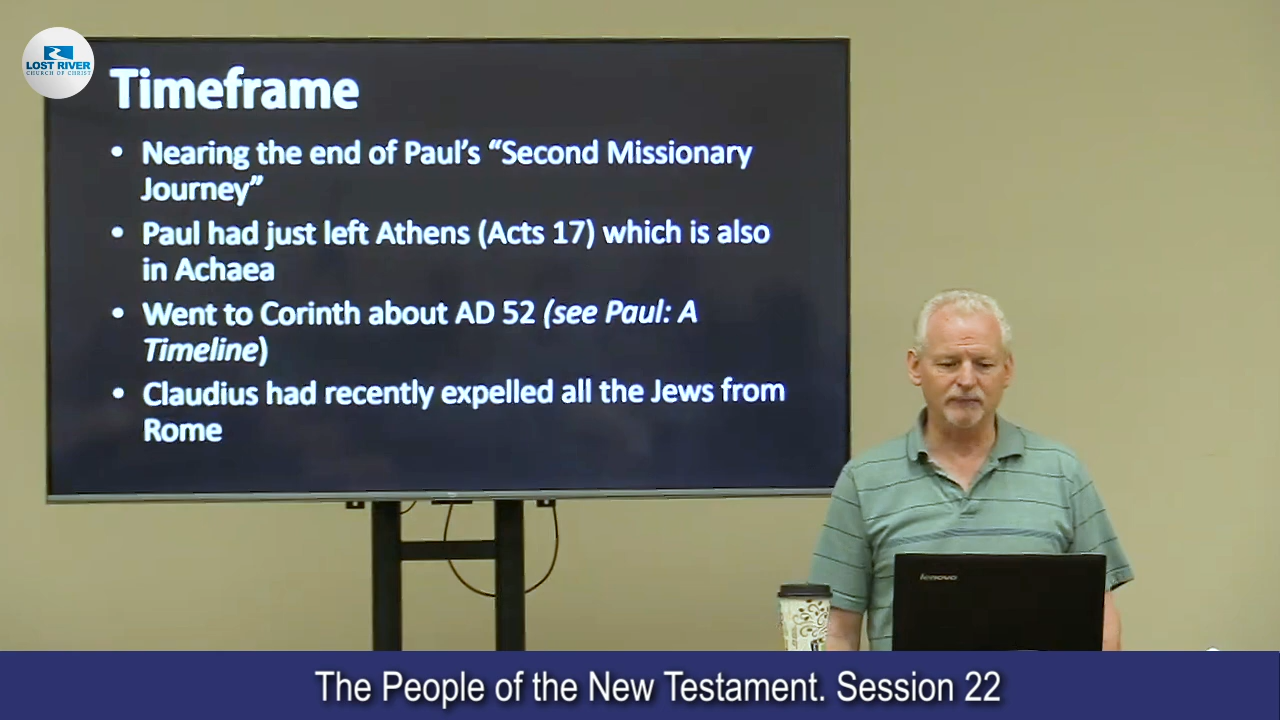 LOST RIVER
CHURCH OF CHRIST
Timeframe
• Nearing the end of Paul's “Second Missionary
Journey”
• Paul had just left Athens (Acts 17) which is also
in Achaea
• Went to Corinth about AD 52 (see Paul: A
Timeline)
• Claudius had recently expelled all the Jews from
Rome
lenovo
The People of the New Testament. Session 22